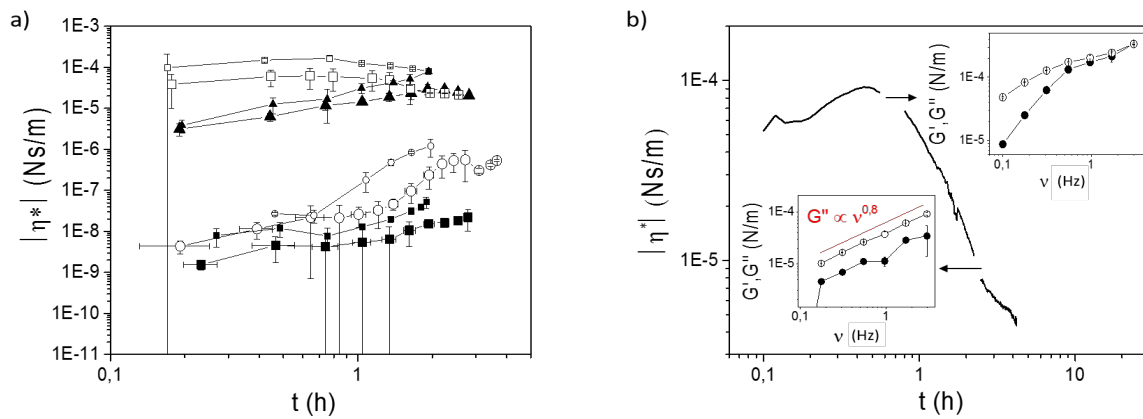 a)
1E-3
1E-4
1E-5
1E-6
1E-7
1E-8
1E-9
1E-10
1E-11
|η*| (Ns/m)
0,1
1
t (h)
b)
1E-4
1E-5
|η*| (Ns/m)
0,1
1
10
t (h)
G',G'' (N/m)
1E-4
1E-5
0,1
1
ν (Hz)
G'' ∝ ν^0,8
G',G'' (N/m)
1E-4
1E-5
0,1
1
ν (Hz)